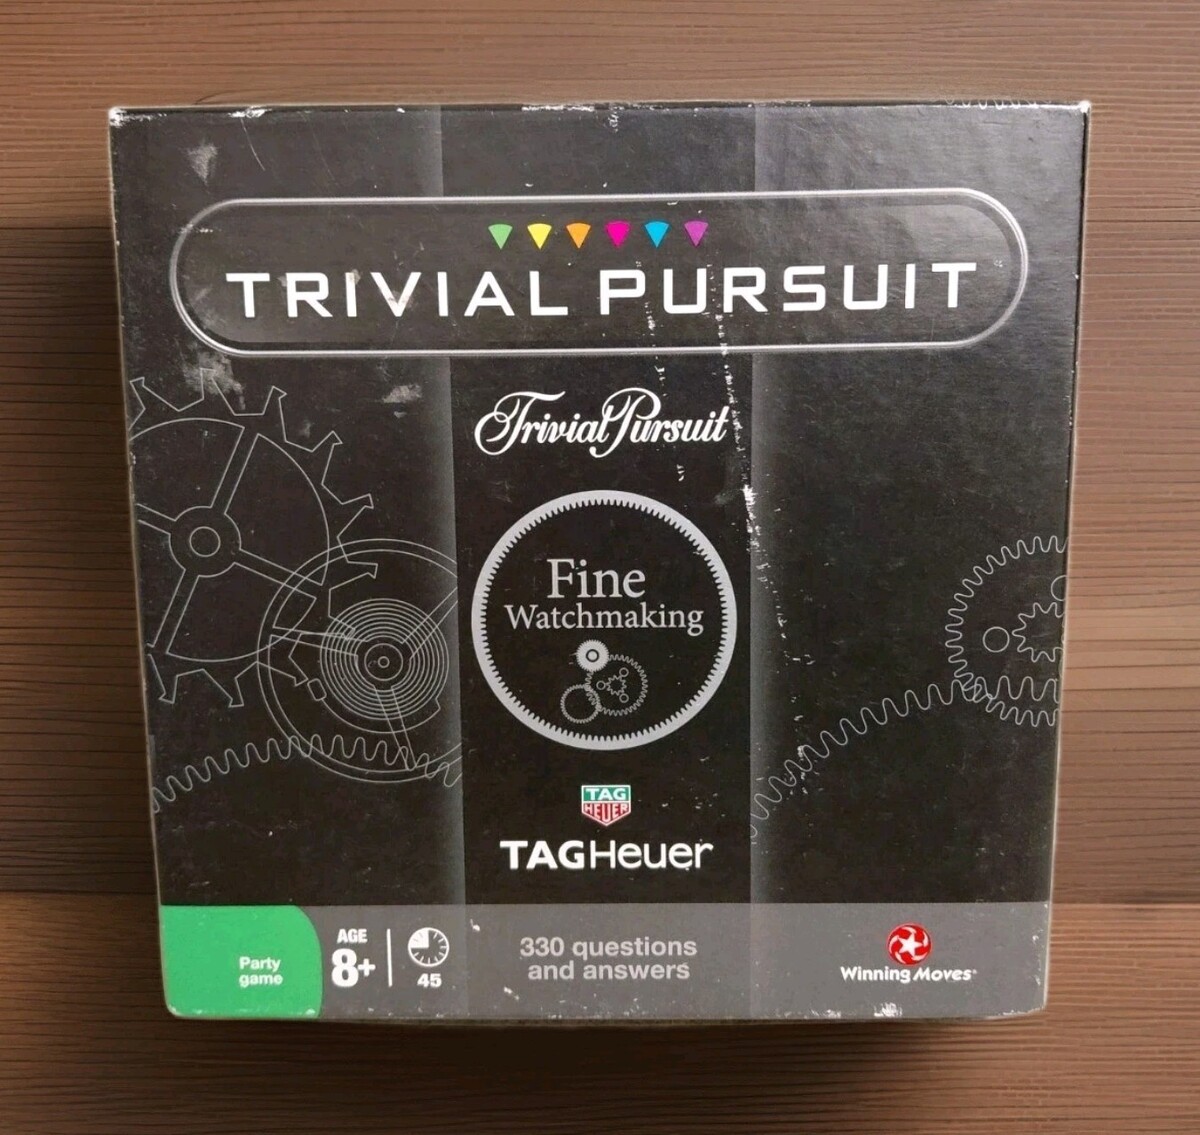 TRIVIAL PURSUIT
Trivial Pursuit
Fine
Watchmaking
TAG
HEUER
TAGHeuer
Party
game
AGE
8+
45
330 questions
and answers
Winning Moves